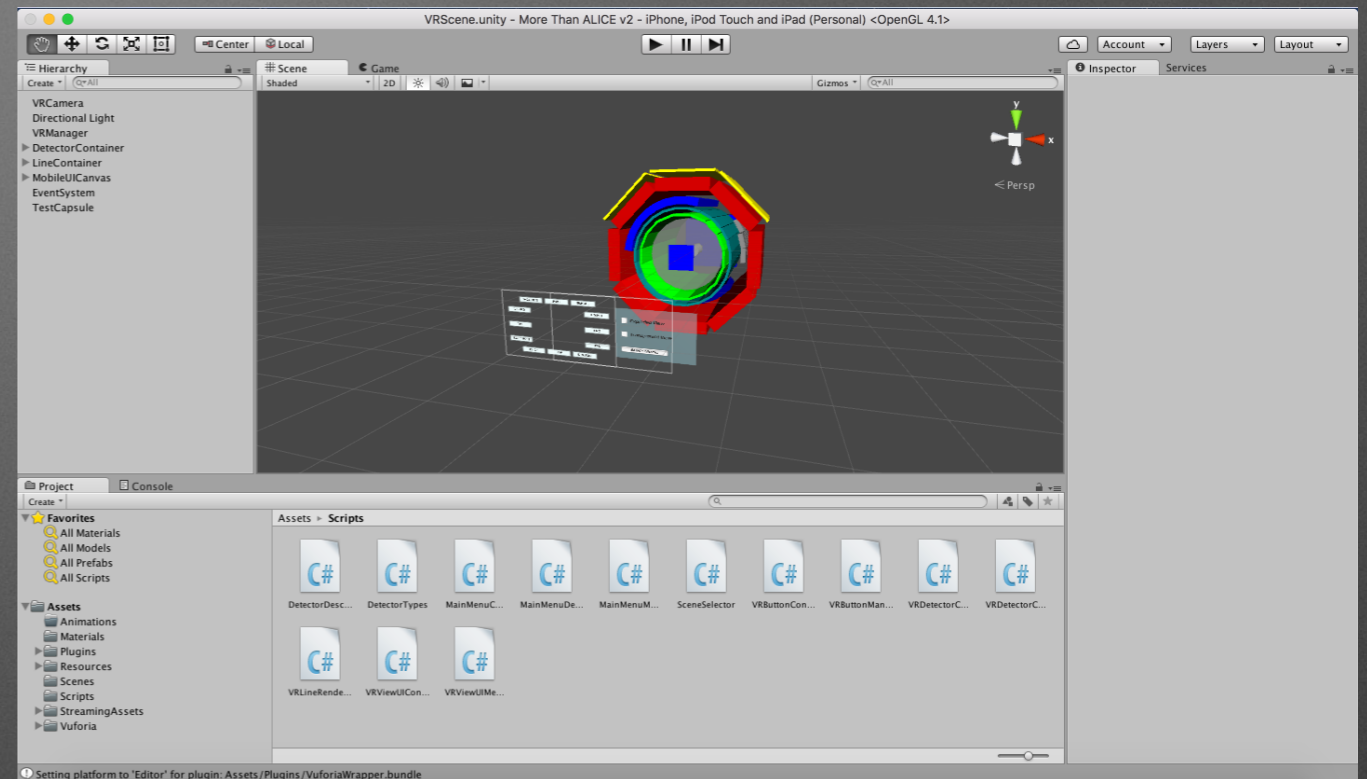 VRScene.unity - More Than ALICE v2 - iPhone, iPod Touch and iPad (Personal) <OpenGL 4.1>
Center Local Account Layers Layout
Hierarchy
Create All
VRCamera
Directional Light
VRManager
DetectorContainer
LineContainer
MobileUICanvas
EventSystem
TestCapsule
Scene Game
Shaded 2D Gizmos All
y
x
Persp
Inspector Services
Project Console
Create
Favorites
All Materials
All Models
All Prefabs
All Scripts
Assets
Animations
Materials
Plugins
Resources
Scenes
Scripts
StreamingAssets
Vuforia
Assets Scripts
C# C# C# C# C# C# C# C# C# C#
DetectorDesc... DetectorTypes MainMenuC... MainMenuDe... MainMenuM... SceneSelector VRButtonCon... VRButtonMan... VRDetectorC... VRDetectorC...
C# C# C#
VRLineRende... VRViewUICon... VRViewUIMe...
Setting platform to 'Editor' for plugin: Assets/Plugins/VuforiaWrapper.bundle